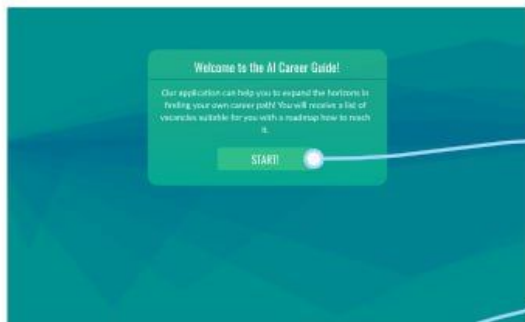 Welcome to the AI Career Guide!
Our application can help you to expand the horizons in
finding your own career path! You will receive a list of
vacancies suitable for you with a roadmap how to reach
it.
START!